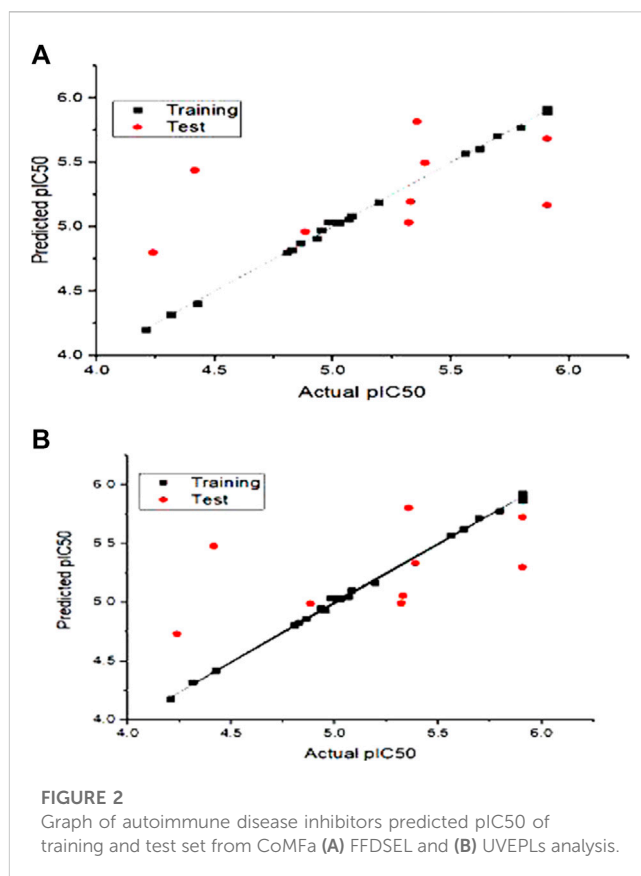 A
Training
Test
Predicted pIC50
6.0
5.5
5.0
4.5
4.0
4.0 4.5 5.0 5.5 6.0
Actual pIC50
B
Training
Test
Predicted pIC50
6.0
5.5
5.0
4.5
4.0
4.0 4.5 5.0 5.5 6.0
Actual pIC50
FIGURE 2
Graph of autoimmune disease inhibitors predicted pIC50 of
training and test set from CoMFa (A) FFDSEL and (B) UVEPLs analysis.